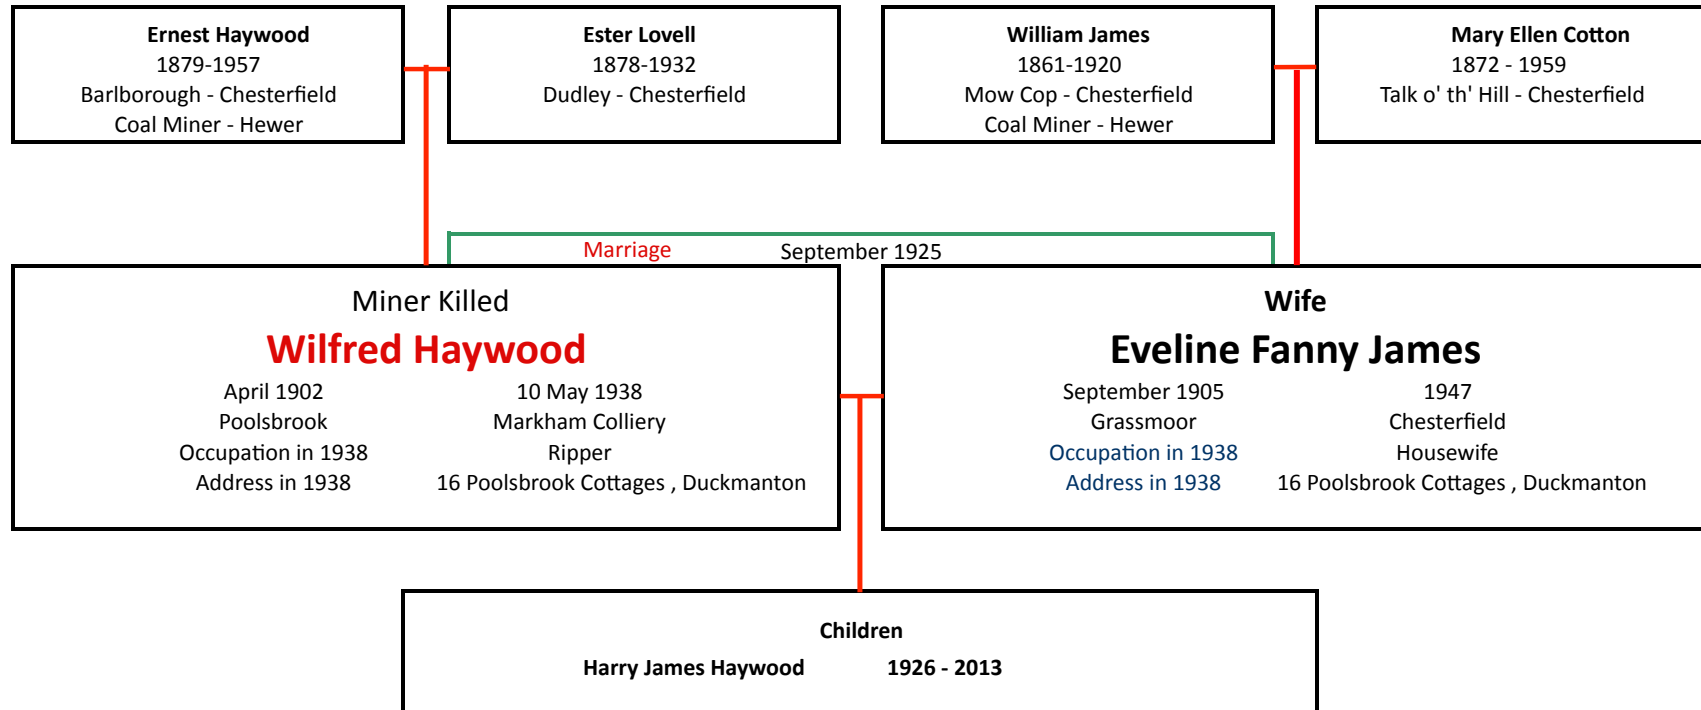 Ernest Haywood
1879-1957
Barlborough - Chesterfield
Coal Miner - Hewer
Ester Lovell
1878-1932
Dudley - Chesterfield
William James
1861-1920
Mow Cop - Chesterfield
Coal Miner - Hewer
Mary Ellen Cotton
1872 - 1959
Talk o' th' Hill - Chesterfield
Marriage September 1925
Miner Killed
Wilfred Haywood
April 1902 10 May 1938
Poolsbrook Markham Colliery
Occupation in 1938 Ripper
Address in 1938 16 Poolsbrook Cottages , Duckmanton
Wife
Eveline Fanny James
September 1905 1947
Grassmoor Chesterfield
Occupation in 1938 Housewife
Address in 1938 16 Poolsbrook Cottages , Duckmanton
Children
Harry James Haywood 1926 - 2013